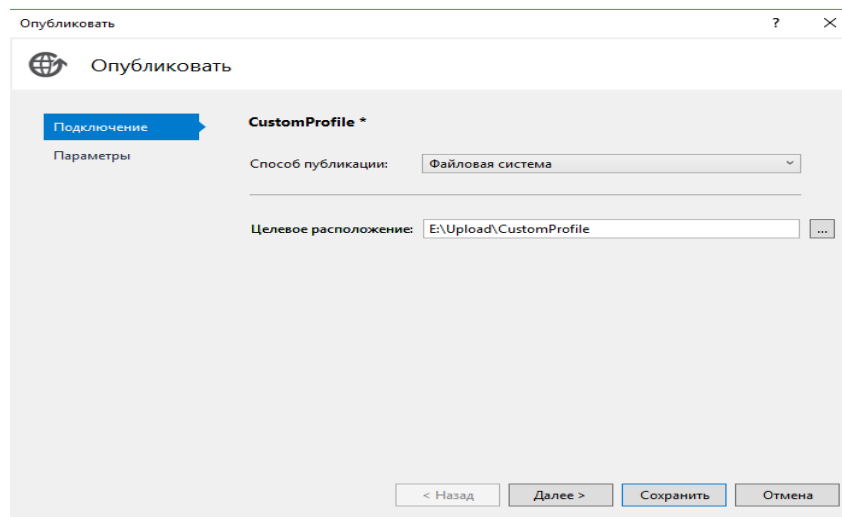 Опубликовать ?
Опубликовать
Подключение
Параметры
CustomProfile *
Способ публикации: Файловая система
Целевое расположение: E:\Upload\CustomProfile ...
< Назад Далее > Сохранить Отмена